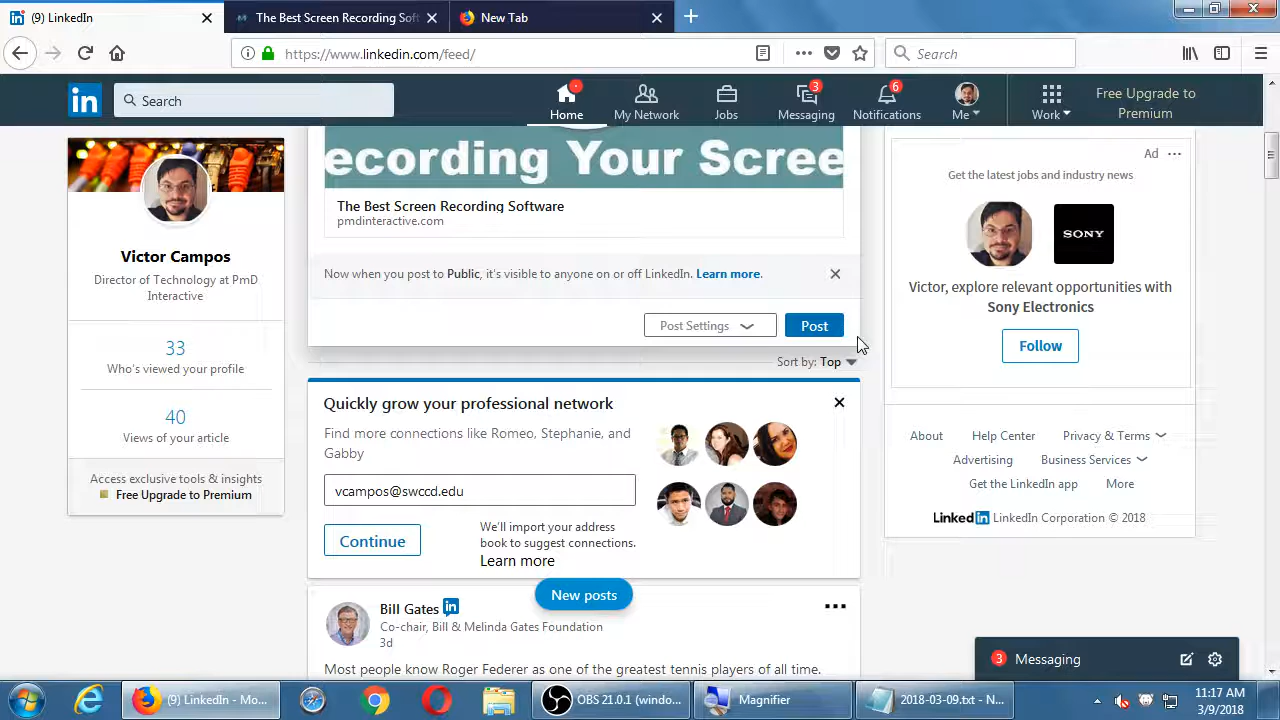 (9) LinkedIn
The Best Screen Recording Soft
New Tab
https://www.linkedin.com/feed/
Search
in
Search
Home
My Network
3
Messaging
Jobs
6
Notifications
Me
Work
Free Upgrade to
Premium
Victor Campos
Director of Technology at PmD
Interactive
33
Who's viewed your profile
40
Views of your article
Access exclusive tools & insights
Free Upgrade to Premium
ecording Your Scree
The Best Screen Recording Software
pmdinteractive.com
Now when you post to Public, it's visible to anyone on or off LinkedIn. Learn more.
Post Settings
Post
Sort by: Top
Quickly grow your professional network
Find more connections like Romeo, Stephanie, and
Gabby
vcampos@swccd.edu
Continue
We'll import your address
book to suggest connections.
Learn more
New posts
Bill Gates in
Co-chair, Bill & Melinda Gates Foundation
3d
Most people know Roger Federer as one of the greatest tennis players of all time.
Ad
Get the latest jobs and industry news
SONY
Victor, explore relevant opportunities with
Sony Electronics
Follow
About
Help Center
Privacy & Terms
Advertising
Business Services
Get the LinkedIn app
More
Linked in LinkedIn Corporation © 2018
3
Messaging
(9) LinkedIn - Mo...
OBS 21.0.1 (windo...
Magnifier
2018-03-09.txt - N...
11:17 AM
3/9/2018